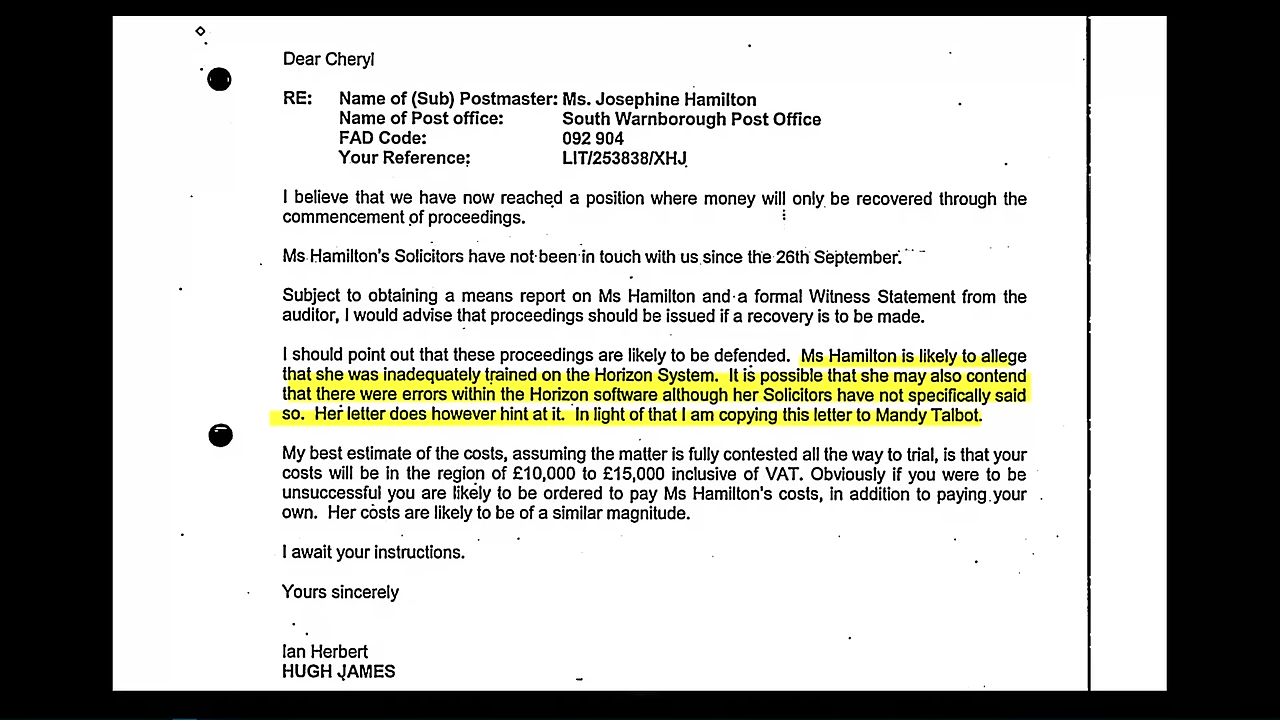 Dear Cheryl
RE: Name of (Sub) Postmaster: Ms. Josephine Hamilton
Name of Post office: South Warnborough Post Office
FAD Code: 092 904
Your Reference: LIT/253838/XHJ
I believe that we have now reached a position where money will only be recovered through the
commencement of proceedings.
Ms Hamilton's Solicitors have not been in touch with us since the 26th September.
Subject to obtaining a means report on Ms Hamilton and a formal Witness Statement from the
auditor, I would advise that proceedings should be issued if a recovery is to be made.
I should point out that these proceedings are likely to be defended. Ms Hamilton is likely to allege
that she was inadequately trained on the Horizon System. It is possible that she may also contend
that there were errors within the Horizon software although her Solicitors have not specifically said
so. Her letter does however hint at it. In light of that I am copying this letter to Mandy Talbot.
My best estimate of the costs, assuming the matter is fully contested all the way to trial, is that your
costs will be in the region of £10,000 to £15,000 inclusive of VAT. Obviously if you were to be
unsuccessful you are likely to be ordered to pay Ms Hamilton's costs, in addition to paying your
own. Her costs are likely to be of a similar magnitude.
I await your instructions.
Yours sincerely
Ian Herbert
HUGH JAMES